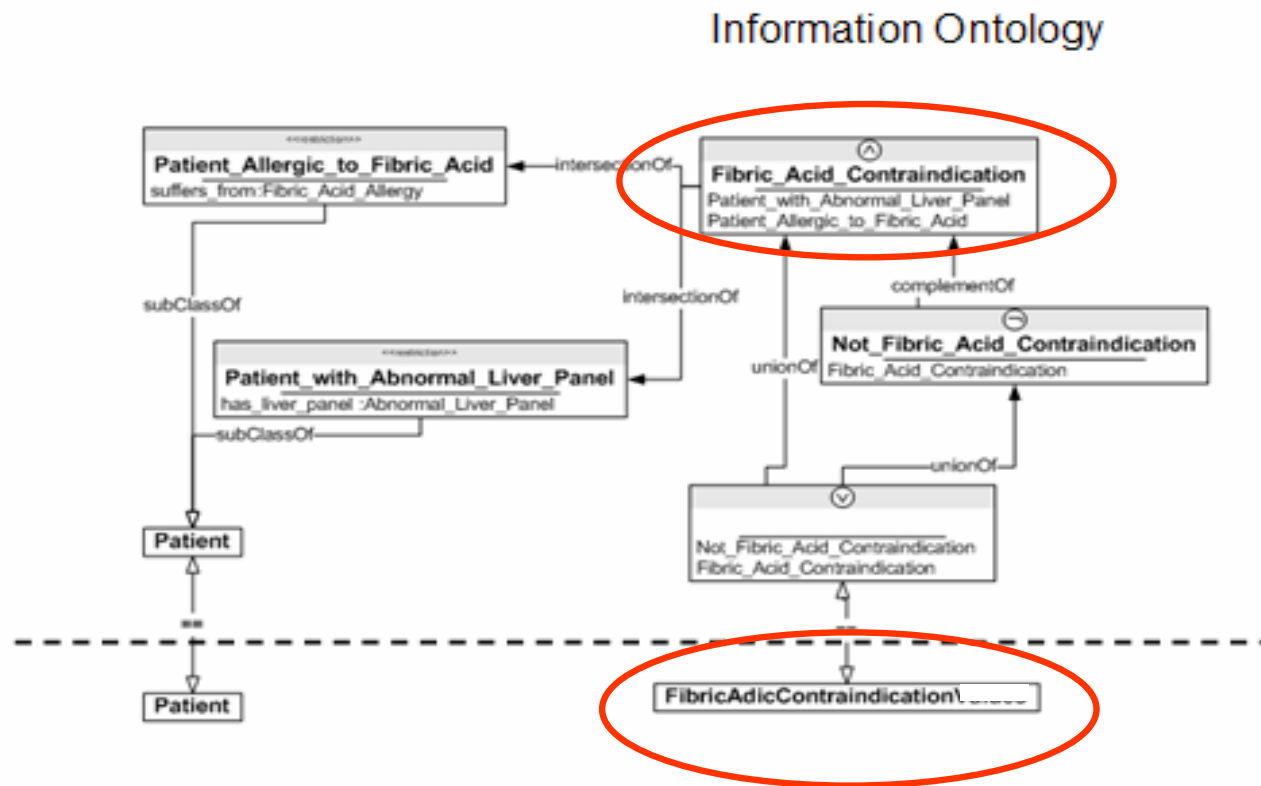 Information Ontology
<<restriction>>
Patient_Allergic_to_Fibric_Acid
suffers_from:Fibric_Acid_Allergy
intersectionOf
Fibric_Acid_Contraindication
Patient_with_Abnormal_Liver_Panel
Patient_Allergic_to_Fibric_Acid
subClassOf
intersectionOf
complementOf
Not_Fibric_Acid_Contraindication
Fibric_Acid_Contraindication
<<restriction>>
Patient_with_Abnormal_Liver_Panel
has_liver_panel :Abnormal_Liver_Panel
unionOf
subClassOf
unionOf
Patient
Not_Fibric_Acid_Contraindication
Fibric_Acid_Contraindication
==
==
Patient
FibricAdicContraindication